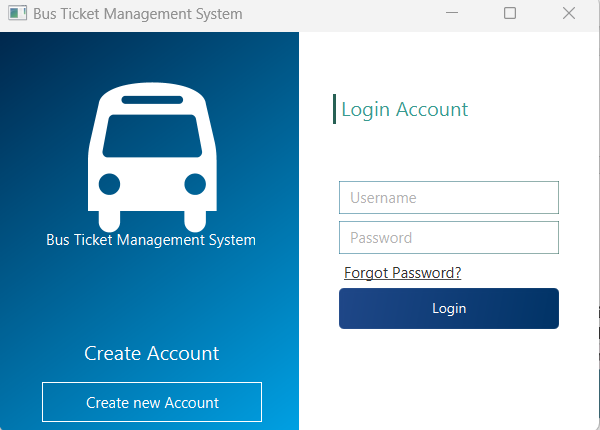 Bus Ticket Management System
Bus Ticket Management System
Create Account
Create new Account
Login Account
Username
Password
Forgot Password?
Login